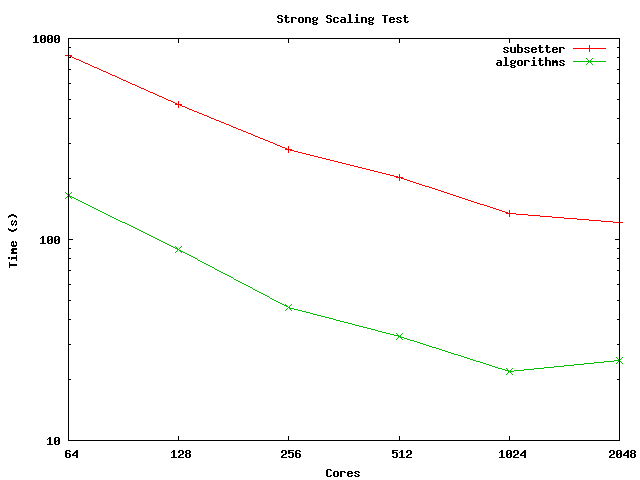 Strong Scaling Test
1000
subsetter
algorithms
100
Time (s)
10
64 128 256 512 1024 2048
Cores